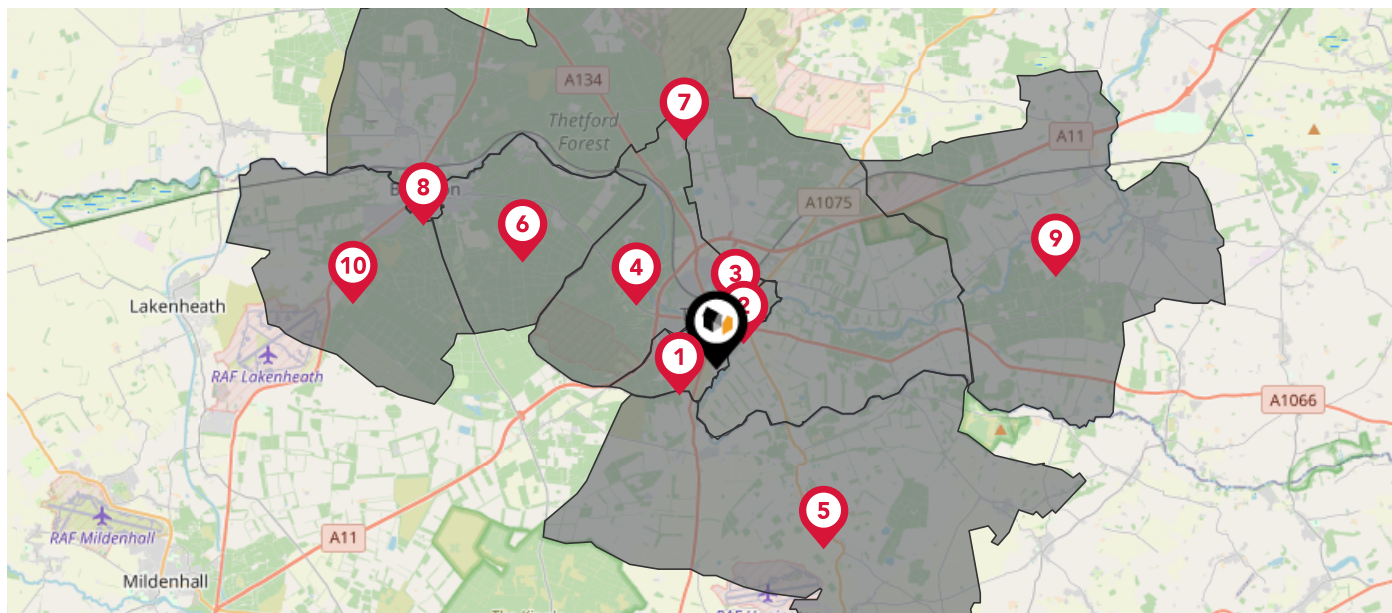 A134
7
Thetford
Forest
A11
8
A1075
6
9
10
4
3
Lakenheath
2
RAF Lakenheath
1
A1066
5
A11
RAF Mildenhall
Mildenhall